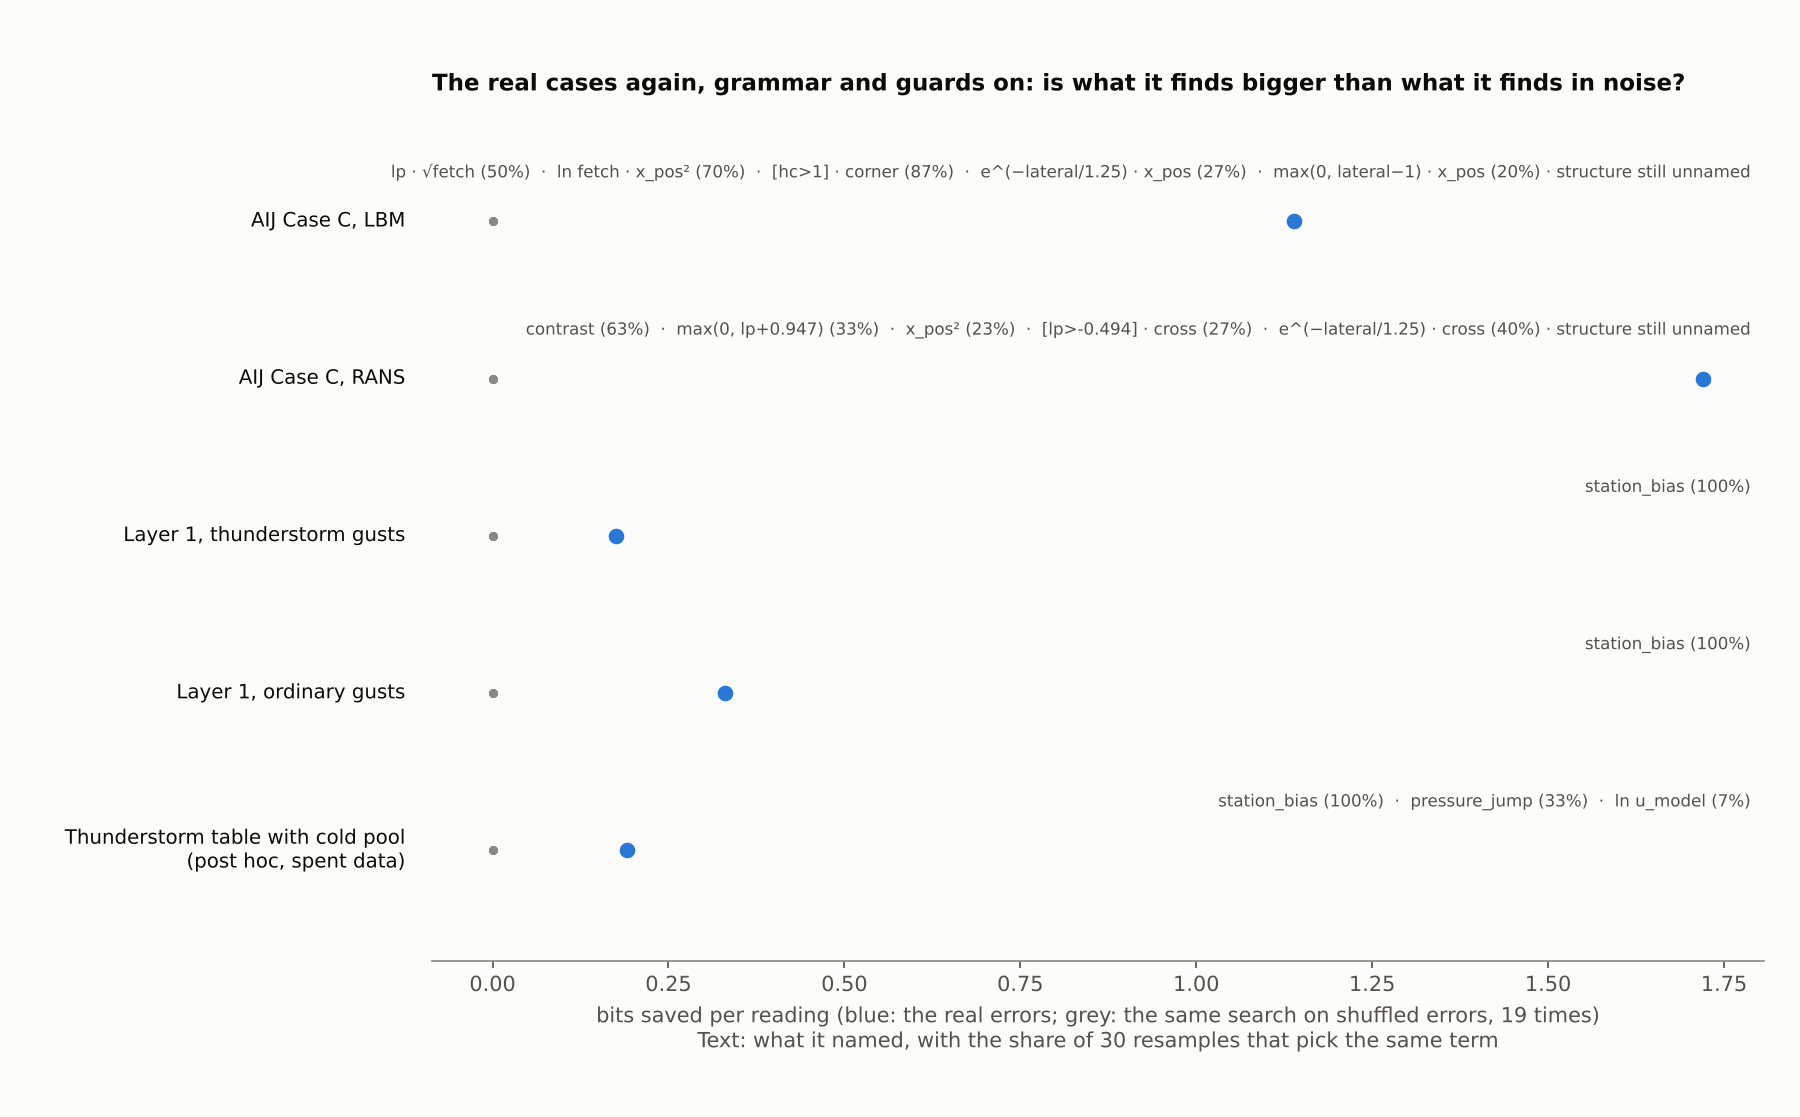 The real cases again, grammar and guards on: is what it finds bigger than what it finds in noise?
lp · √fetch (50%) · ln fetch · x_pos² (70%) · [hc>1] · corner (87%) · e^(−lateral/1.25) · x_pos (27%) · max(0, lateral−1) · x_pos (20%) · structure still unnamed
AIJ Case C, LBM
contrast (63%) · max(0, lp+0.947) (33%) · x_pos² (23%) · [lp>-0.494] · cross (27%) · e^(−lateral/1.25) · cross (40%) · structure still unnamed
AIJ Case C, RANS
station_bias (100%)
Layer 1, thunderstorm gusts
station_bias (100%)
Layer 1, ordinary gusts
station_bias (100%) · pressure_jump (33%) · ln u_model (7%)
Thunderstorm table with cold pool
(post hoc, spent data)
0.00 0.25 0.50 0.75 1.00 1.25 1.50 1.75
bits saved per reading (blue: the real errors; grey: the same search on shuffled errors, 19 times)
Text: what it named, with the share of 30 resamples that pick the same term